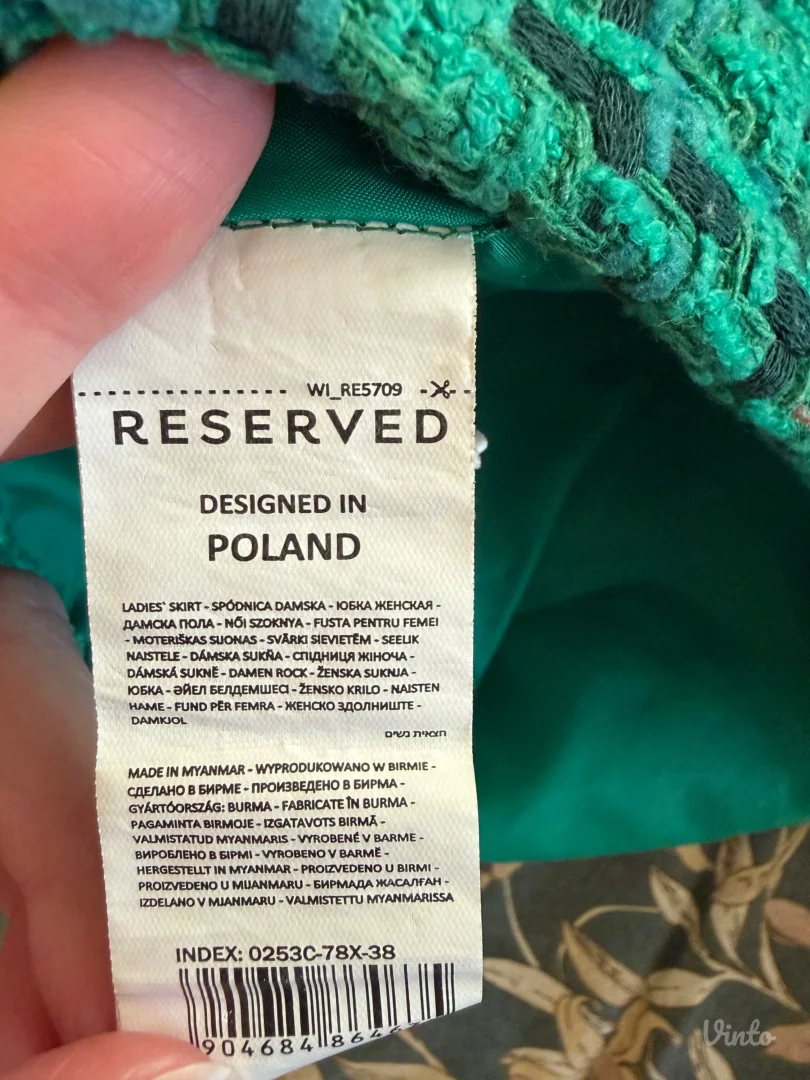 WI_RE5709
RESERVED
DESIGNED IN
POLAND
LADIES` SKIRT - SPÓDNICA DAMSKA - ЮБКА ЖЕНСКАЯ -
ДАМСКА ПОЛА - NŐI SZOKNYA - FUSTA PENTRU FEMEI
- MOTERIŠKAS SIJONAS - SVĀRKI SIEVIETĒM - SEELIK
NAISTELE - DÁMSKA SUKŇA - СПІДНИЦЯ ЖІНОЧА -
DÁMSKÁ SUKNĚ - DAMEN ROCK - ŽENSKA SUKNJA -
ЮБКА - ӘЙЕЛ БЕЛДЕМШЕСІ - ŽENSKO KRILO - NAISTEN
HAME - FUND PËR FEMRA - ЖЕНСКО ЗДОЛНИШТЕ -
DAMKJOL
חצאית נשים
MADE IN MYANMAR - WYPRODUKOWANO W BIRMIE -
СДЕЛАНО В БИРМЕ - ПРОИЗВЕДЕНО В БИРМА -
GYÁRTÓORSZÁG: BURMA - FABRICATE ÎN BURMA -
PAGAMINTA BIRMOJE - IZGATAVOTS BIRMĀ -
VALMISTATUD MYANMARIS - VYROBENÉ V BARME -
ВИРОБЛЕНО В БІРМІ - VYROBENO V BARMĚ -
HERGESTELLT IN MYANMAR - PROIZVEDENO U BIRMI -
PROIZVEDENO U MIJANMARU - БИРМАДА ЖАСАЛҒАН -
IZDELANO V MJANMARU - VALMISTETTU MYANMARISSA
INDEX: 0253C-78X-38
904684
Vinto